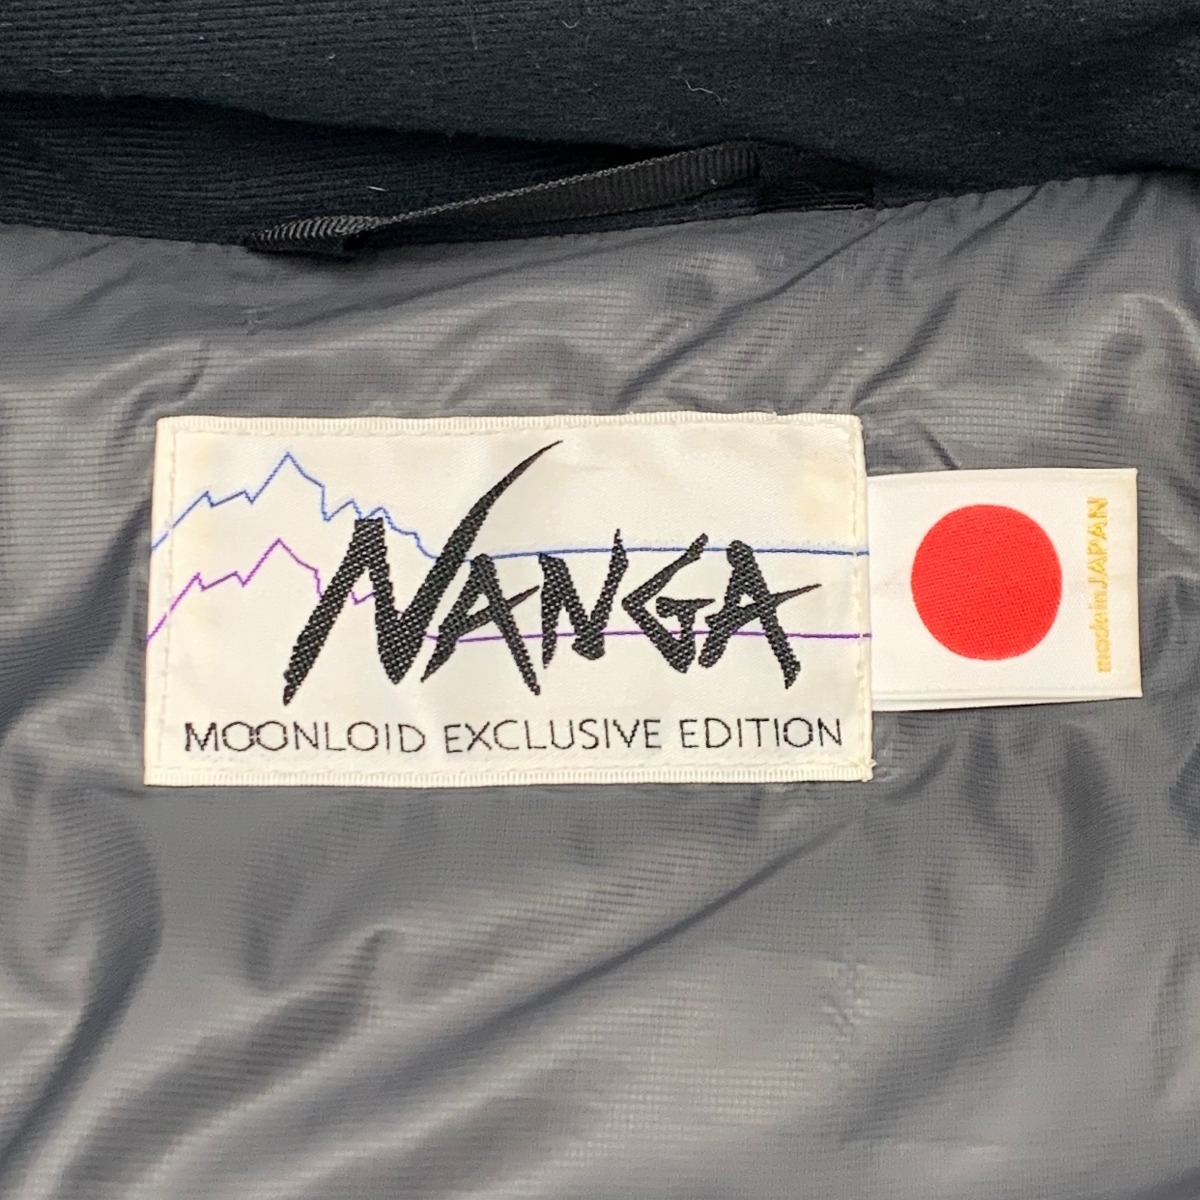 NANGA
MOONLOID EXCLUSIVE EDITION
made in JAPAN